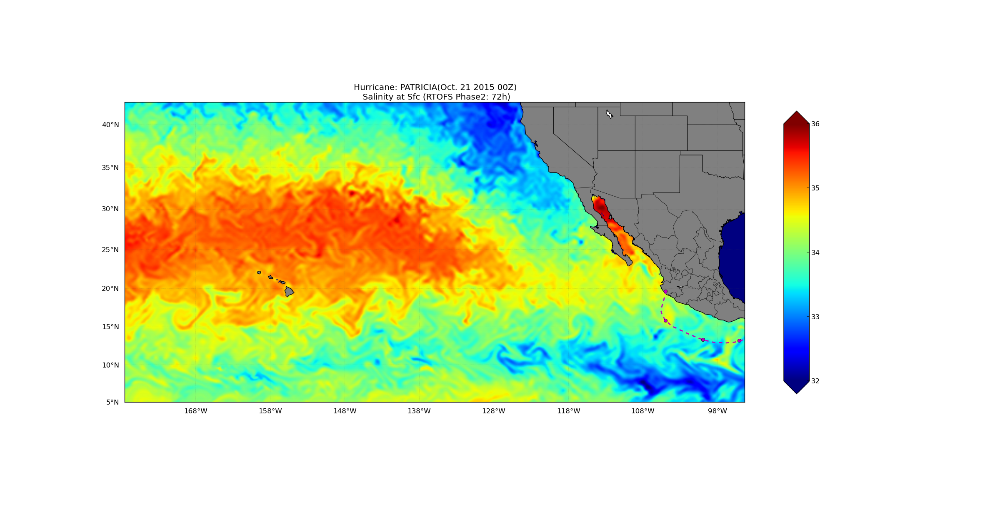 Hurricane: PATRICIA(Oct. 21 2015 00Z)
Salinity at Sfc (RTOFS Phase2: 72h)
40°N
35°N
30°N
25°N
20°N
15°N
10°N
5°N
168°W 158°W 148°W 138°W 128°W 118°W 108°W 98°W
36
35
34
33
32